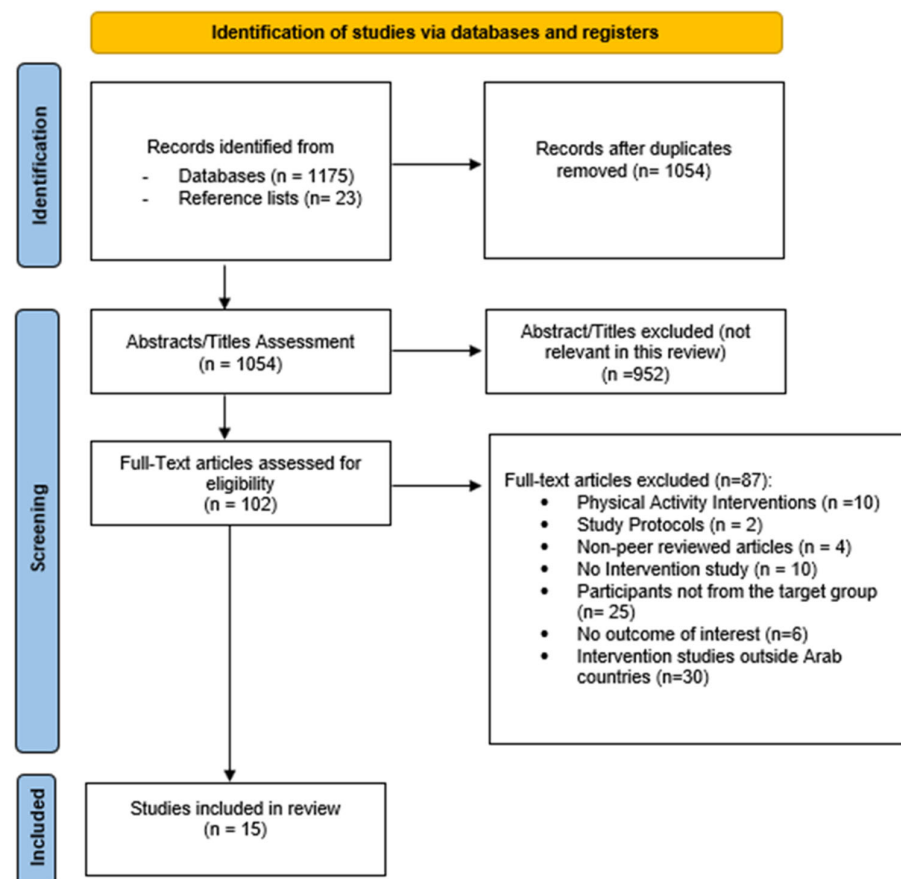 Identification of studies via databases and registers
Identification
Records identified from
- Databases (n = 1175)
- Reference lists (n= 23)
Records after duplicates
removed (n= 1054)
Screening
Abstracts/Titles Assessment
(n = 1054)
Abstract/Titles excluded (not
relevant in this review)
(n =952)
Full-Text articles assessed for
eligibility
(n = 102)
Full-text articles excluded (n=87):
• Physical Activity Interventions (n =10)
• Study Protocols (n = 2)
• Non-peer reviewed articles (n = 4)
• No Intervention study (n = 10)
• Participants not from the target group
(n= 25)
• No outcome of interest (n=6)
• Intervention studies outside Arab
countries (n=30)
Included
Studies included in review
(n = 15)